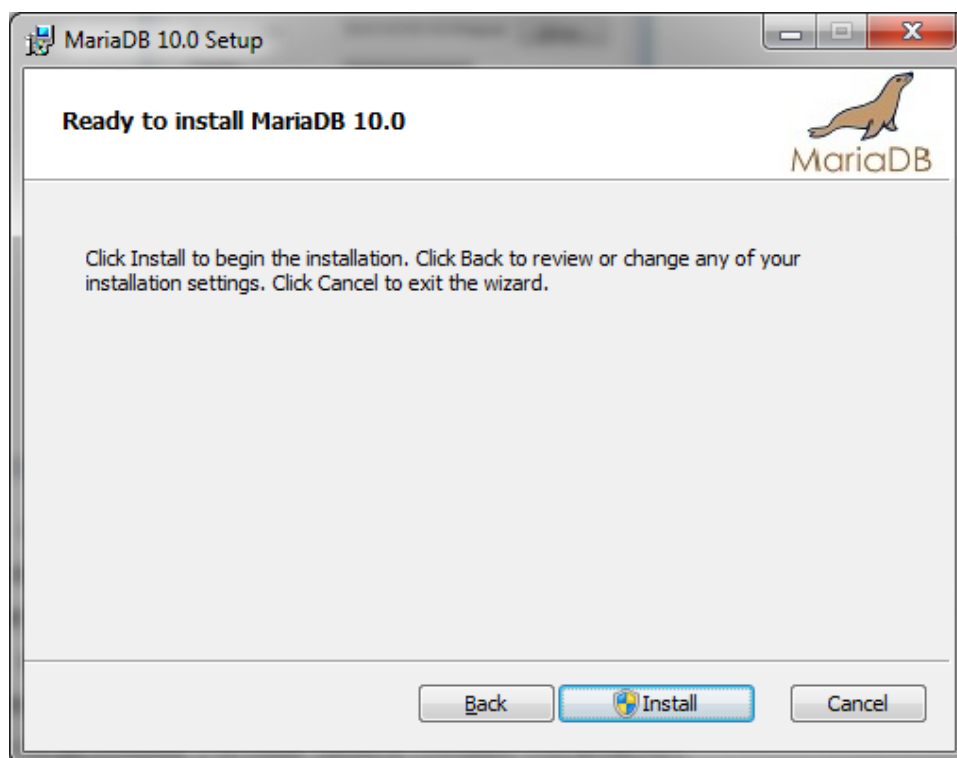 MariaDB 10.0 Setup
Ready to install MariaDB 10.0
MariaDB
Click Install to begin the installation. Click Back to review or change any of your
installation settings. Click Cancel to exit the wizard.
Back
Install
Cancel